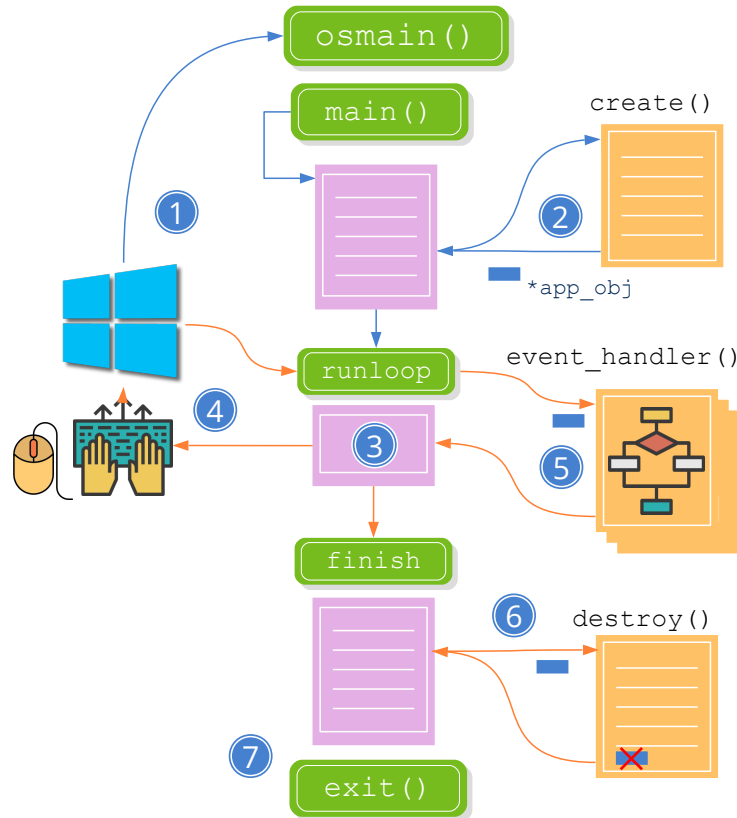 osmain()
main()
create()
1
2
*app_obj
event_handler()
runloop
4
3
5
finish
6
destroy()
7
exit()